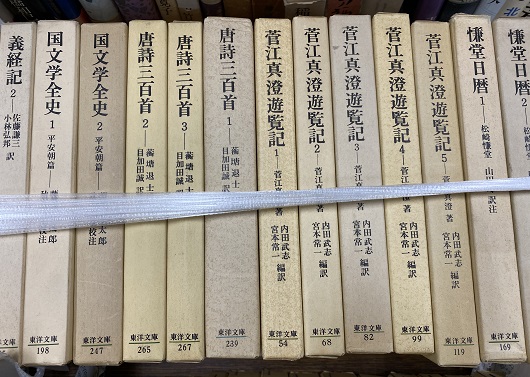 義経記 2 佐藤謙三 小林弘邦 訳
国文学全史 1 平安朝篇
東洋文庫 198
国文学全史 2 平安朝篇
東洋文庫 247
唐詩三百首 2 蘅塘退士 目加田誠 訳
東洋文庫 265
唐詩三百首 3 蘅塘退士 目加田誠 訳
東洋文庫 267
唐詩三百首 1 蘅塘退士 目加田誠 訳
東洋文庫 239
菅江真澄遊覧記 1 菅江真澄著 内田武志 宮本常一 編訳
東洋文庫 54
菅江真澄遊覧記 2 菅江真澄著 内田武志 宮本常一 編訳
東洋文庫 68
菅江真澄遊覧記 3 菅江真澄著 内田武志 宮本常一 編訳
東洋文庫 82
菅江真澄遊覧記 4 菅江真澄著 内田武志 宮本常一 編訳
東洋文庫 99
菅江真澄遊覧記 5 菅江真澄著 内田武志 宮本常一 編訳
東洋文庫 119
慊堂日暦 1 松崎慊堂 訳注
東洋文庫 169
慊堂日暦